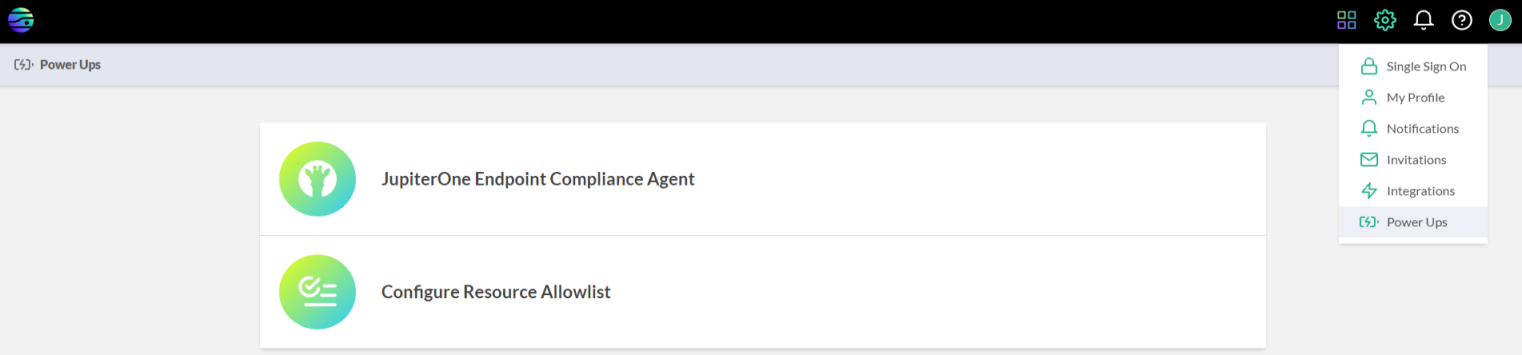 J
Power Ups
Single Sign On
My Profile
Notifications
Invitations
Integrations
Power Ups
JupiterOne Endpoint Compliance Agent
Configure Resource Allowlist